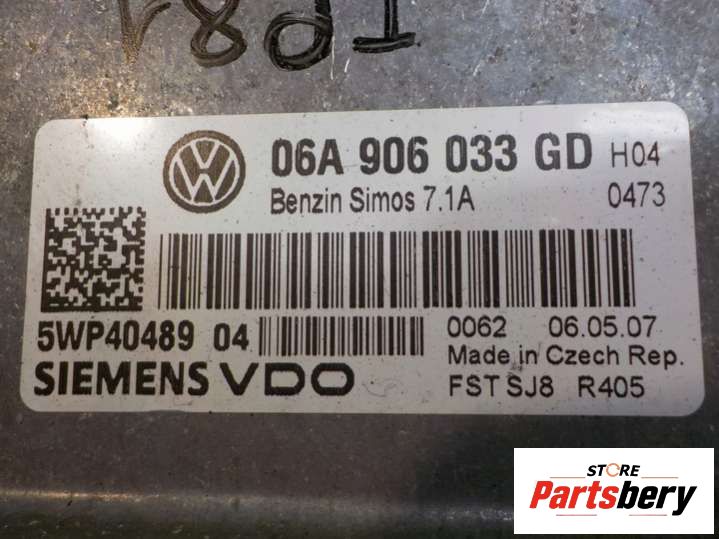 06A 906 033 GD H04
Benzin Simos 7.1A 0473
5WP40489 04 0062 06.05.07
Made in Czech Rep.
SIEMENS VDO FST SJ8 R405
STORE
Partsbery